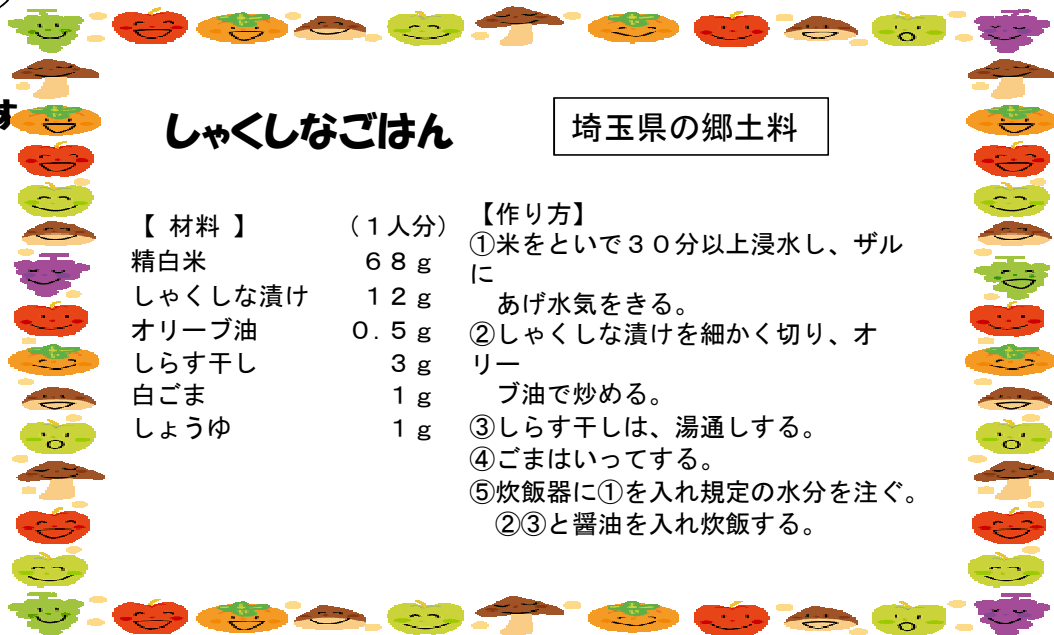 す
しゃくしなごはん
埼玉県の郷土料
【 材料 】 （１人分）
精白米 ６８ｇ
しゃくしな漬け １２ｇ
オリーブ油 ０.５ｇ
しらす干し ３ｇ
白ごま １ｇ
しょうゆ １ｇ
【作り方】
①米をといで３０分以上浸水し、ザル
に
あげ水気をきる。
②しゃくしな漬けを細かく切り、オ
リー
ブ油で炒める。
③しらす干しは、湯通しする。
④ごまはいってする。
⑤炊飯器に①を入れ規定の水分を注ぐ。
②③と醤油を入れ炊飯する。